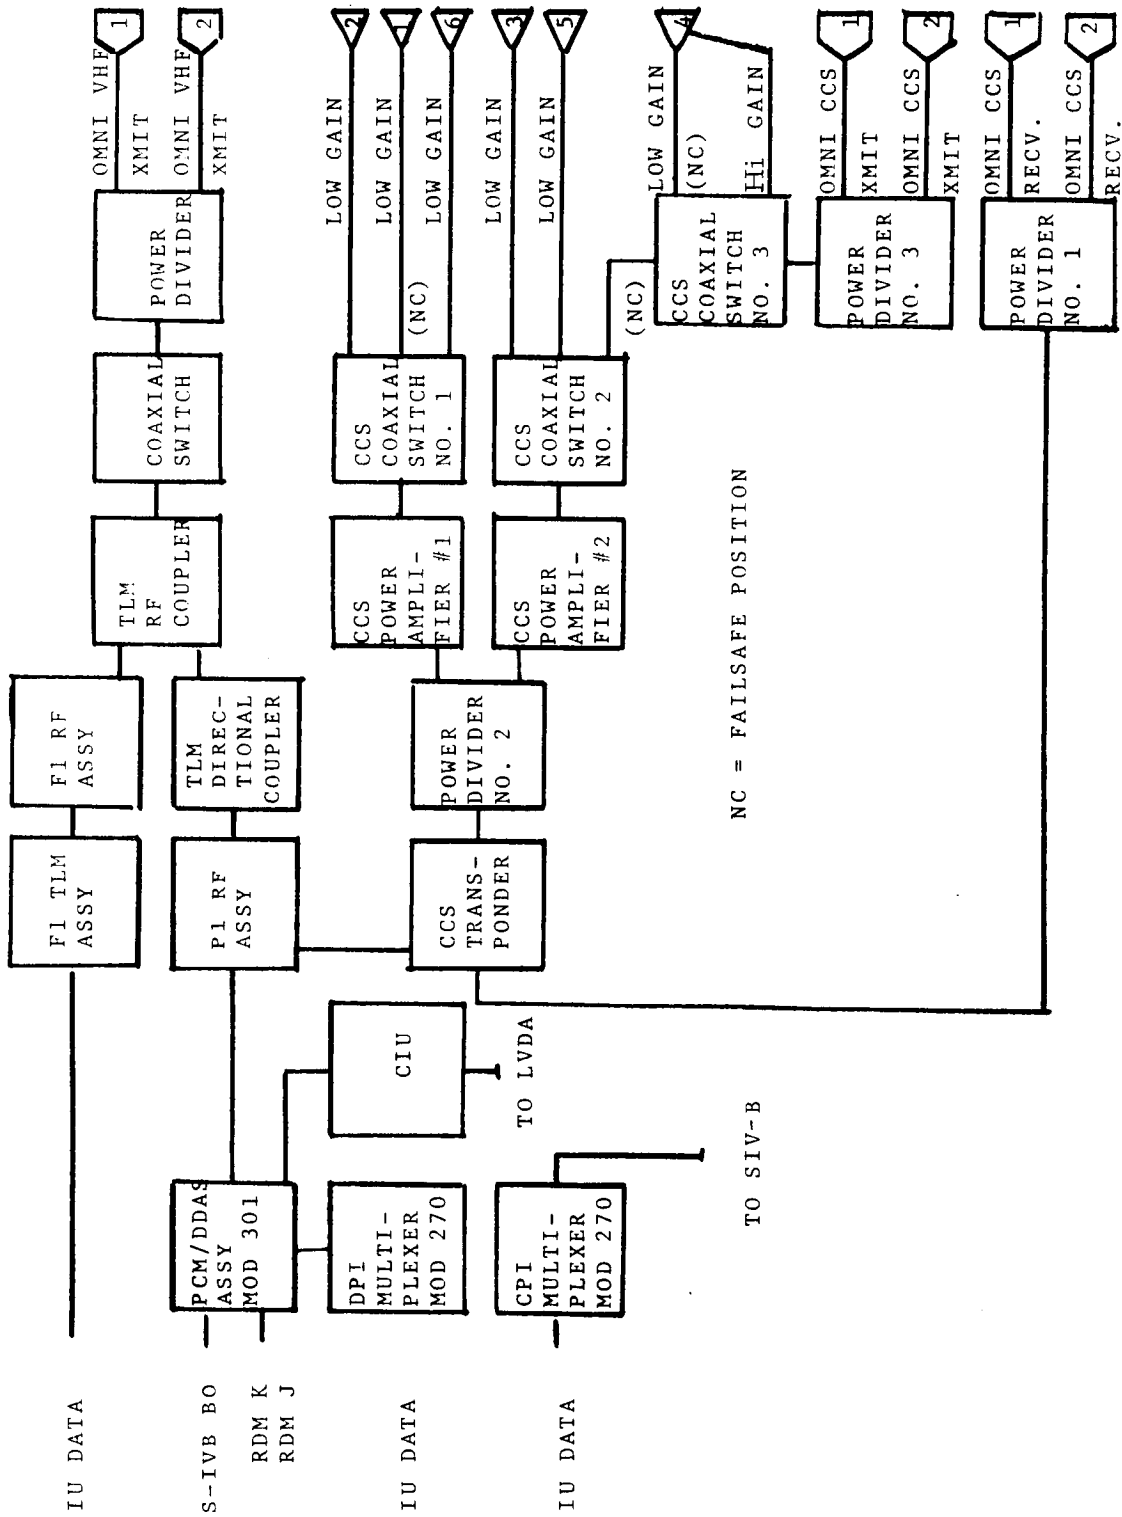 IU DATA
F1 TLM
ASSY
F1 RF
ASSY
S-IVB BO
RDM K
RDM J
PCM/DDAS
ASSY
MOD 301
P1 RF
ASSY
TLM
DIREC-
TIONAL
COUPLER
TLM
RF
COUPLER
COAXIAL
SWITCH
POWER
DIVIDER
OMNI VHF
XMIT
1
OMNI VHF
XMIT
2
IU DATA
DPI
MULTI-
PLEXER
MOD 270
CIU
TO LVDA
CCS
TRANS-
PONDER
POWER
DIVIDER
NO. 2
CCS
POWER
AMPLI-
FIER #1
CCS
COAXIAL
SWITCH
NO. 1
LOW GAIN
2
LOW GAIN
1
(NC)
LOW GAIN
6
IU DATA
CPI
MULTI-
PLEXER
MOD 270
TO SIV-B
CCS
POWER
AMPLI-
FIER #2
CCS
COAXIAL
SWITCH
NO. 2
LOW GAIN
3
LOW GAIN
5
(NC)
CCS
COAXIAL
SWITCH
NO. 3
LOW GAIN
4
(NC)
Hi GAIN
POWER
DIVIDER
NO. 3
OMNI CCS
XMIT
1
OMNI CCS
XMIT
2
POWER
DIVIDER
NO. 1
OMNI CCS
RECV.
1
OMNI CCS
RECV.
2
NC = FAILSAFE POSITION